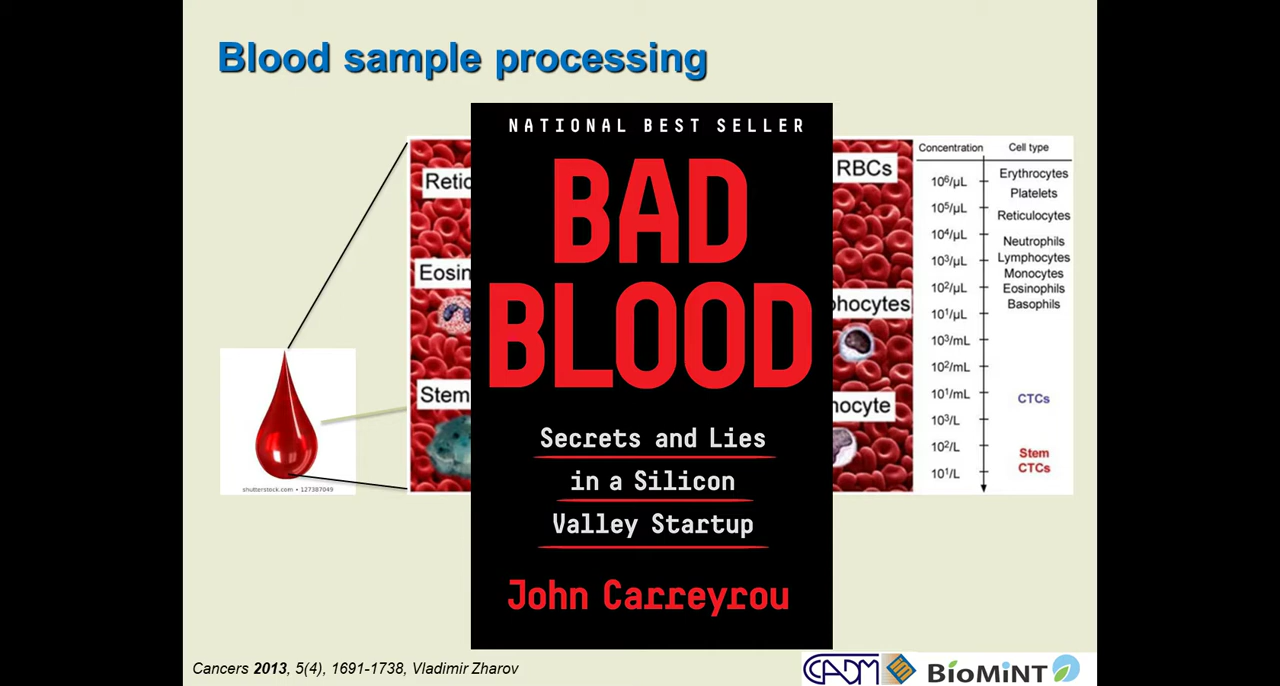 Blood sample processing
NATIONAL BEST SELLER
BAD
BLOOD
Secrets and Lies
in a Silicon
Valley Startup
John Carreyrou
Retic
Eosin
Stem
RBCs
phocytes
nocyte
Concentration Cell type
10⁶/µL Erythrocytes
Platelets
10⁵/µL Reticulocytes
10⁴/µL Neutrophils
10³/µL Lymphocytes
Monocytes
10²/µL Eosinophils
Basophils
10¹/µL
10³/mL
10²/mL
10¹/mL CTCs
10³/L
10²/L Stem
CTCs
10¹/L
shutterstock.com • 127387049
Cancers 2013, 5(4), 1691-1738, Vladimir Zharov
CADM
BioMiNT